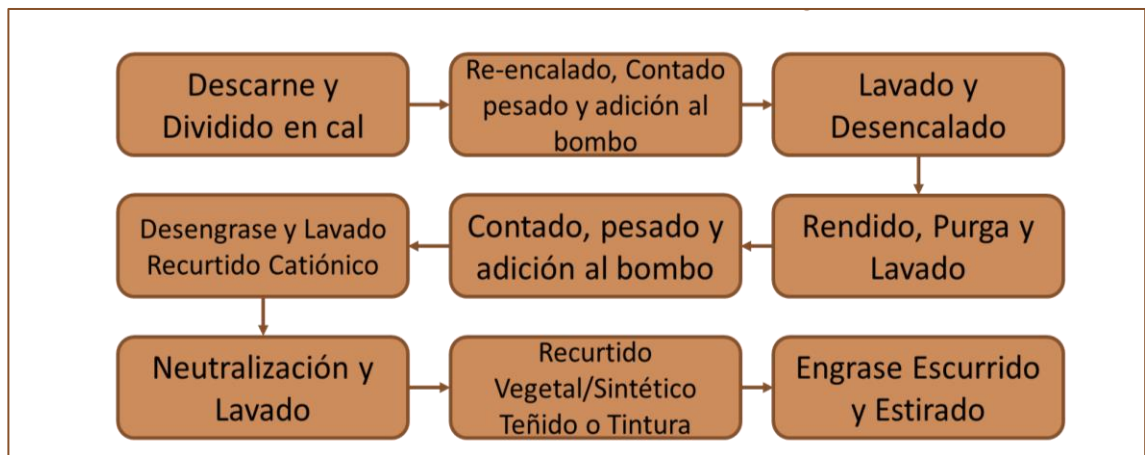 Descarne y
Dividido en cal
Re-encalado, Contado
pesado y adición al
bombo
Lavado y
Desencalado
Rendido, Purga y
Lavado
Contado, pesado y
adición al bombo
Desengrase y Lavado
Recurtido Catiónico
Neutralización y
Lavado
Recurtido
Vegetal/Sintético
Teñido o Tintura
Engrase Escurrido
y Estirado